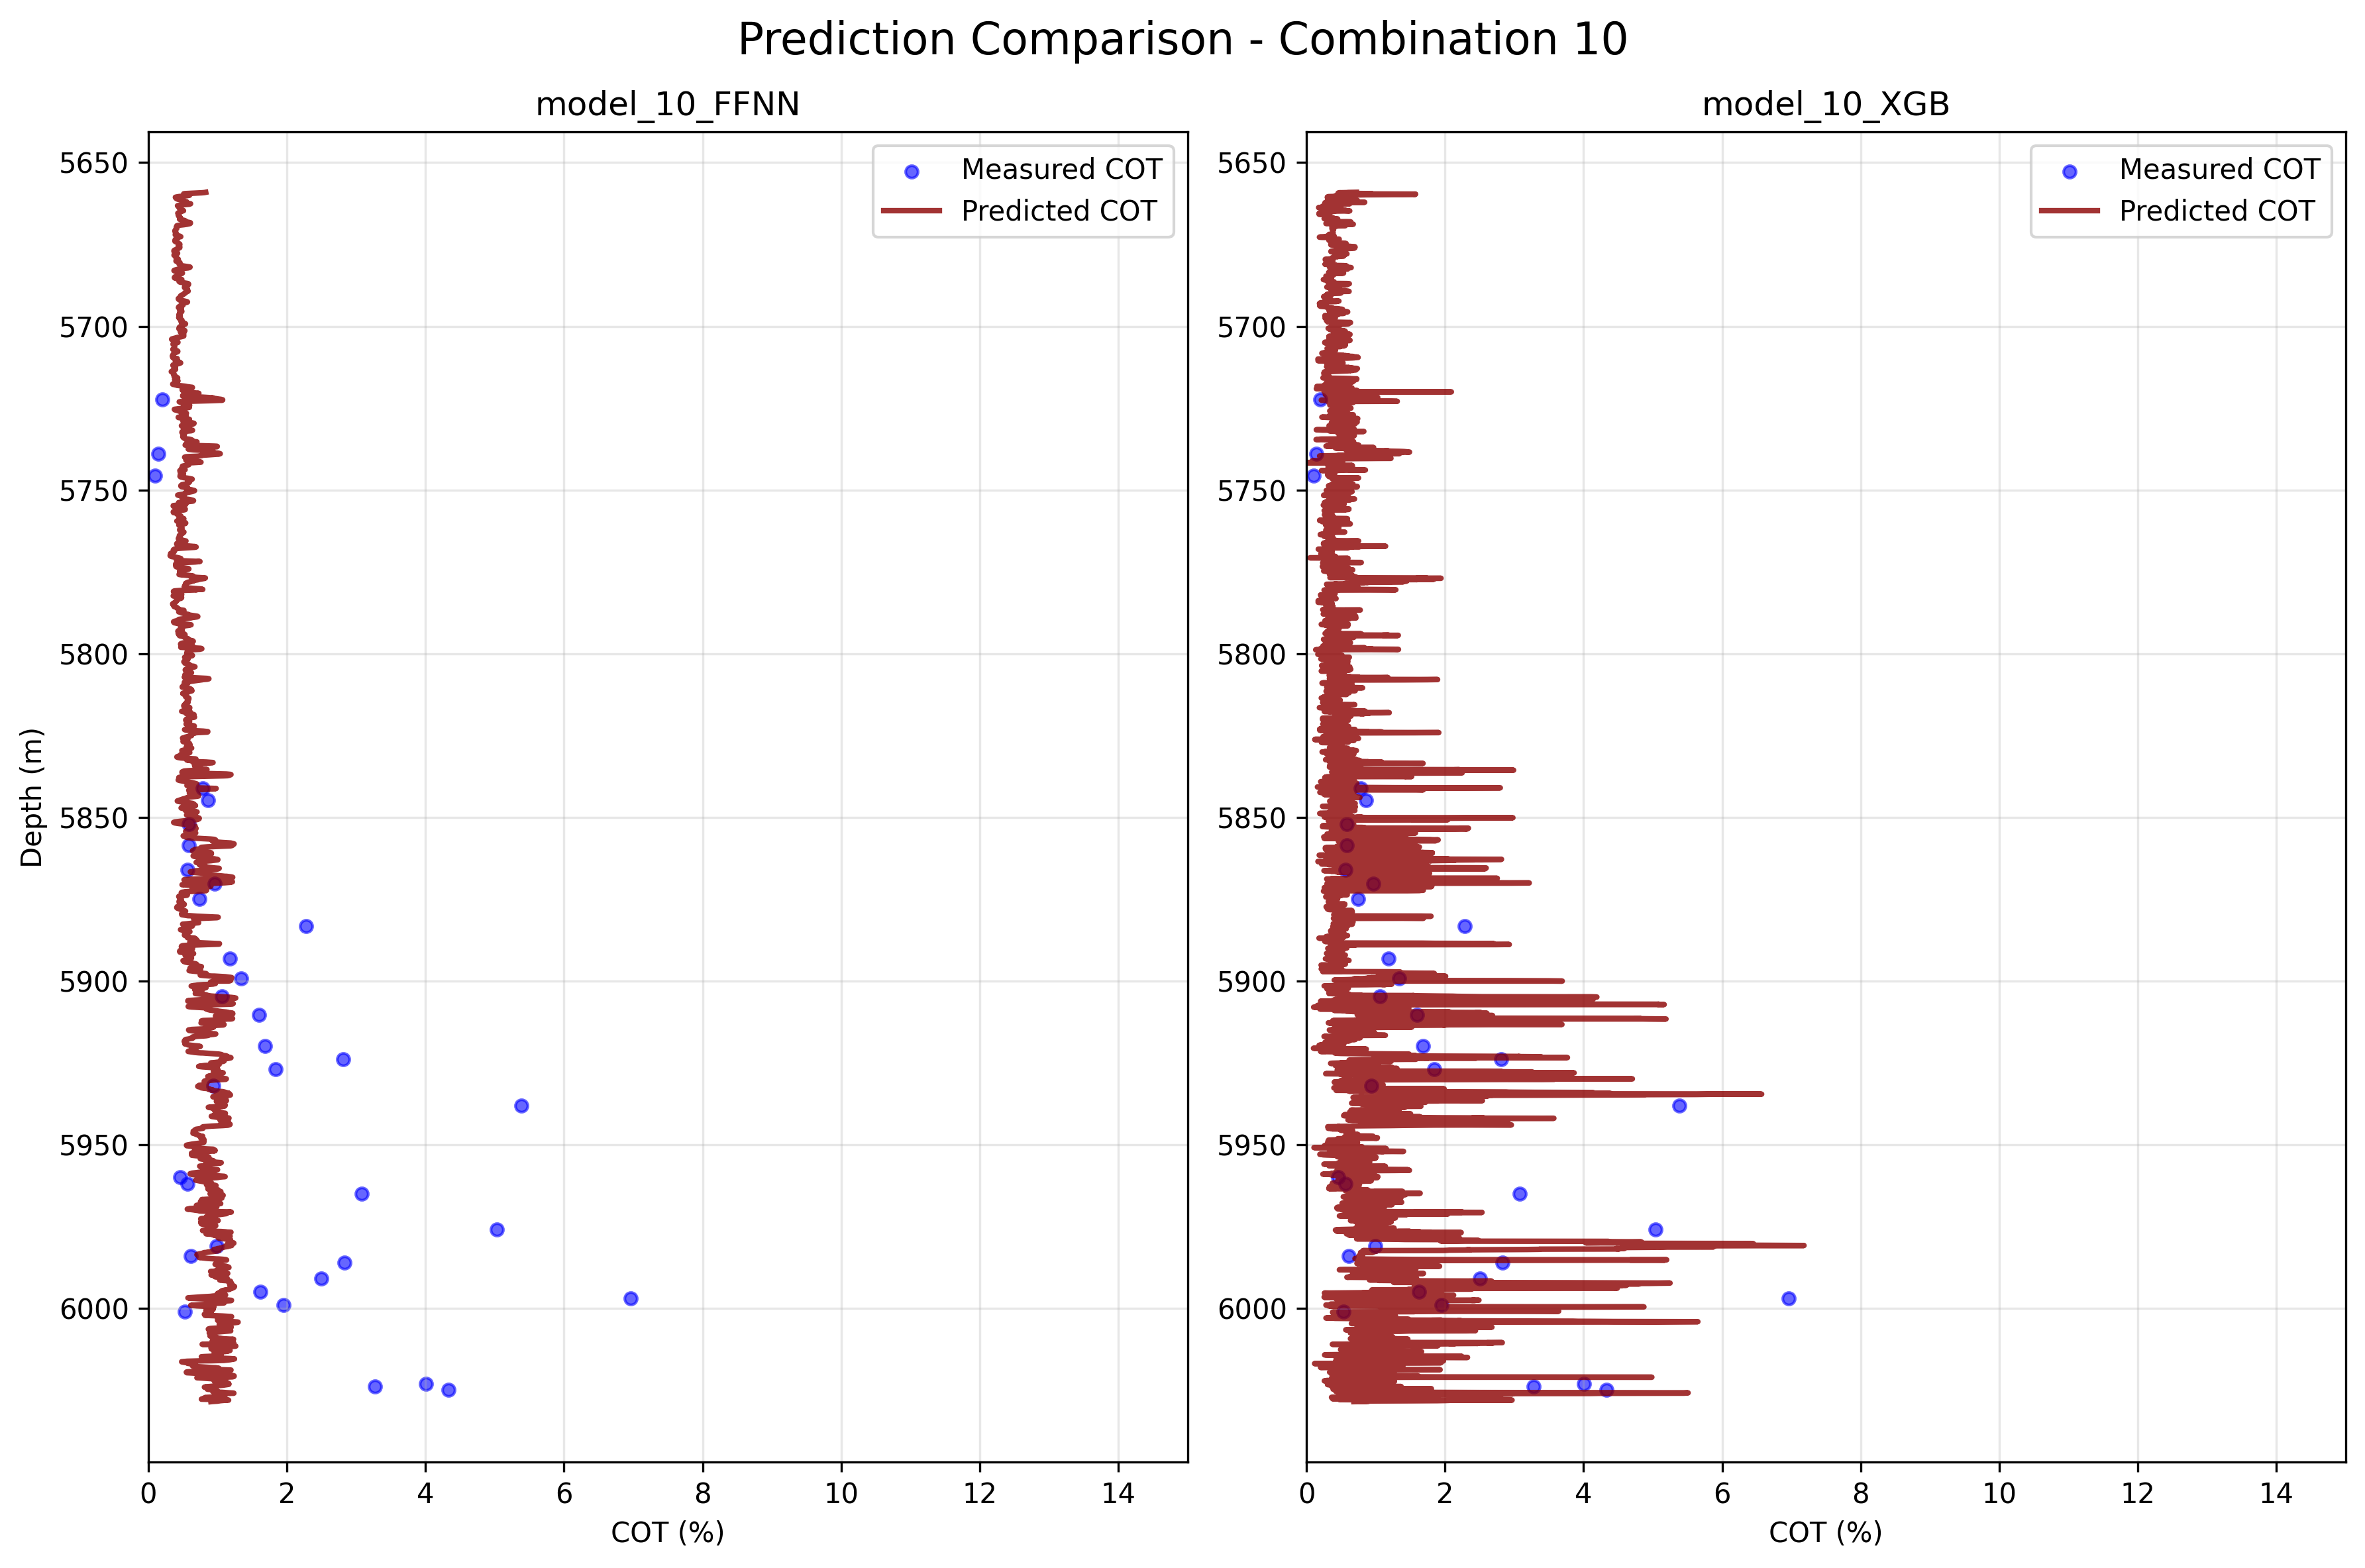 Prediction Comparison - Combination 10
model_10_FFNN
Measured COT
Predicted COT
5650
5700
5750
5800
5850
5900
5950
6000
Depth (m)
0 2 4 6 8 10 12 14
COT (%)
model_10_XGB
Measured COT
Predicted COT
5650
5700
5750
5800
5850
5900
5950
6000
0 2 4 6 8 10 12 14
COT (%)